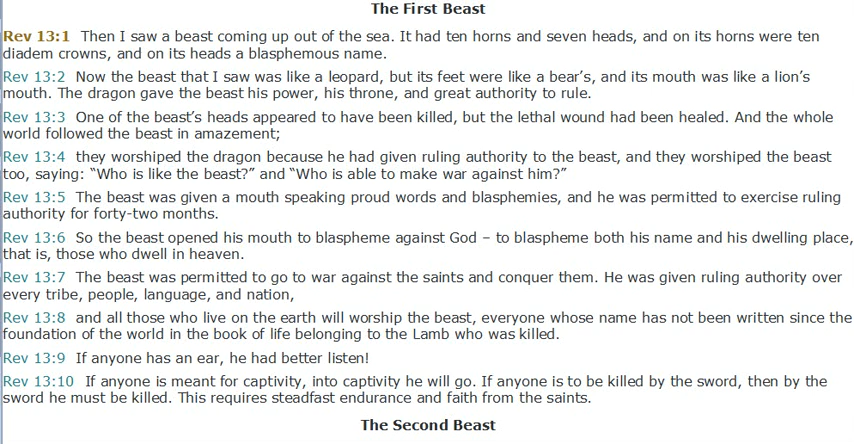 The First Beast
Rev 13:1 Then I saw a beast coming up out of the sea. It had ten horns and seven heads, and on its horns were ten
diadem crowns, and on its heads a blasphemous name.
Rev 13:2 Now the beast that I saw was like a leopard, but its feet were like a bear’s, and its mouth was like a lion’s
mouth. The dragon gave the beast his power, his throne, and great authority to rule.
Rev 13:3 One of the beast’s heads appeared to have been killed, but the lethal wound had been healed. And the whole
world followed the beast in amazement;
Rev 13:4 they worshiped the dragon because he had given ruling authority to the beast, and they worshiped the beast
too, saying: “Who is like the beast?” and “Who is able to make war against him?”
Rev 13:5 The beast was given a mouth speaking proud words and blasphemies, and he was permitted to exercise ruling
authority for forty-two months.
Rev 13:6 So the beast opened his mouth to blaspheme against God – to blaspheme both his name and his dwelling place,
that is, those who dwell in heaven.
Rev 13:7 The beast was permitted to go to war against the saints and conquer them. He was given ruling authority over
every tribe, people, language, and nation,
Rev 13:8 and all those who live on the earth will worship the beast, everyone whose name has not been written since the
foundation of the world in the book of life belonging to the Lamb who was killed.
Rev 13:9 If anyone has an ear, he had better listen!
Rev 13:10 If anyone is meant for captivity, into captivity he will go. If anyone is to be killed by the sword, then by the
sword he must be killed. This requires steadfast endurance and faith from the saints.
The Second Beast